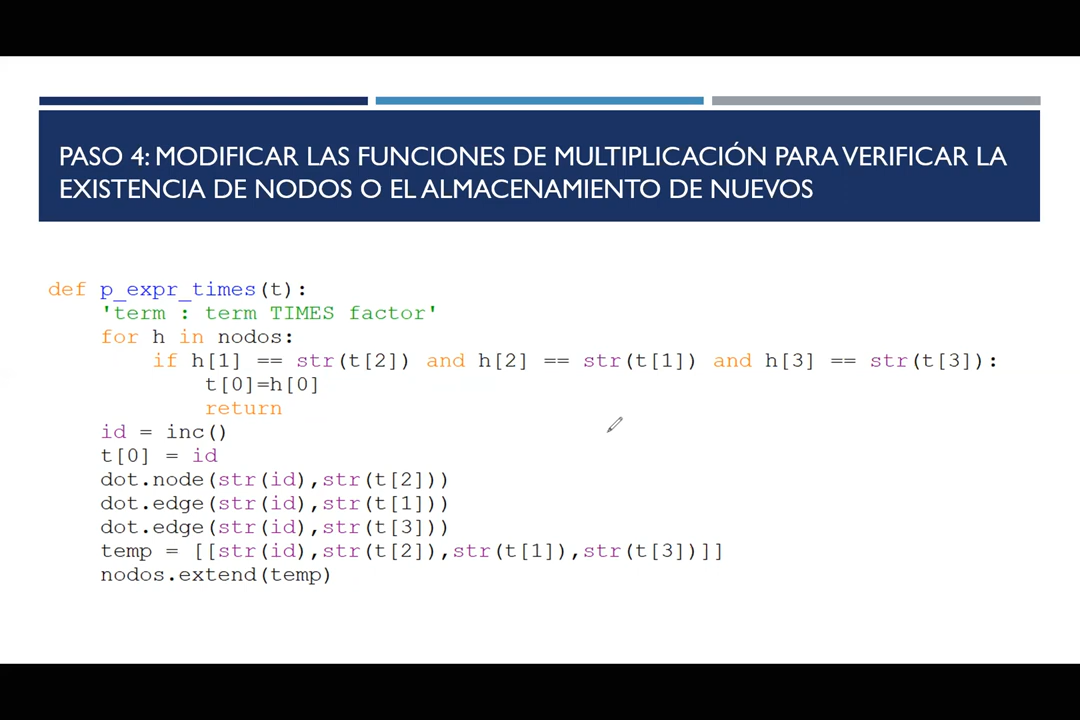 PASO 4: MODIFICAR LAS FUNCIONES DE MULTIPLICACIÓN PARA VERIFICAR LA
EXISTENCIA DE NODOS O EL ALMACENAMIENTO DE NUEVOS
def p_expr_times(t):
    'term : term TIMES factor'
    for h in nodos:
        if h[1] == str(t[2]) and h[2] == str(t[1]) and h[3] == str(t[3]):
            t[0]=h[0]
            return
    id = inc()
    t[0] = id
    dot.node(str(id),str(t[2]))
    dot.edge(str(id),str(t[1]))
    dot.edge(str(id),str(t[3]))
    temp = [[str(id),str(t[2]),str(t[1]),str(t[3])]]
    nodos.extend(temp)